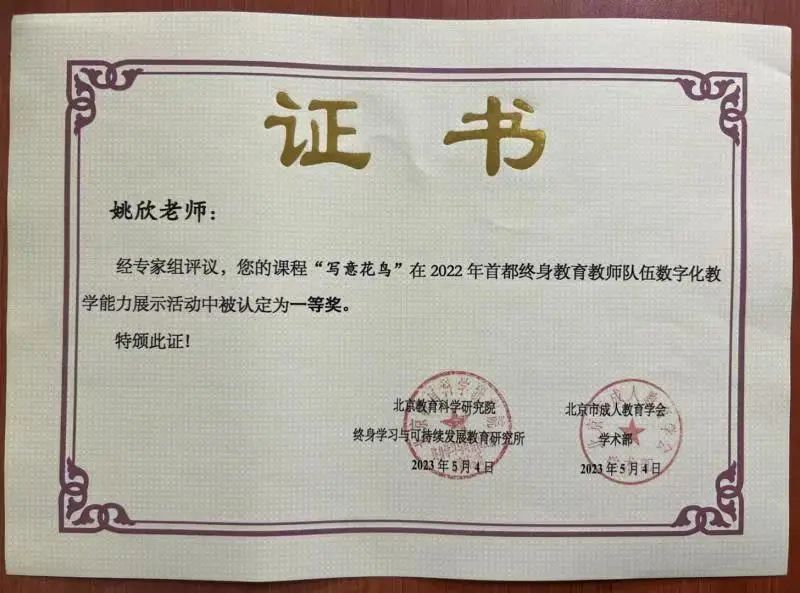 证书
姚欣老师：
经专家组评议，您的课程“写意花鸟”在2022年首都终身教育教师队伍数字化教
学能力展示活动中被认定为一等奖。
特颁此证！
北京教育科学研究院
终身学习与可持续发展教育研究所
2023年5月4日
北京市成人教育学会
学术部
2023年5月4日